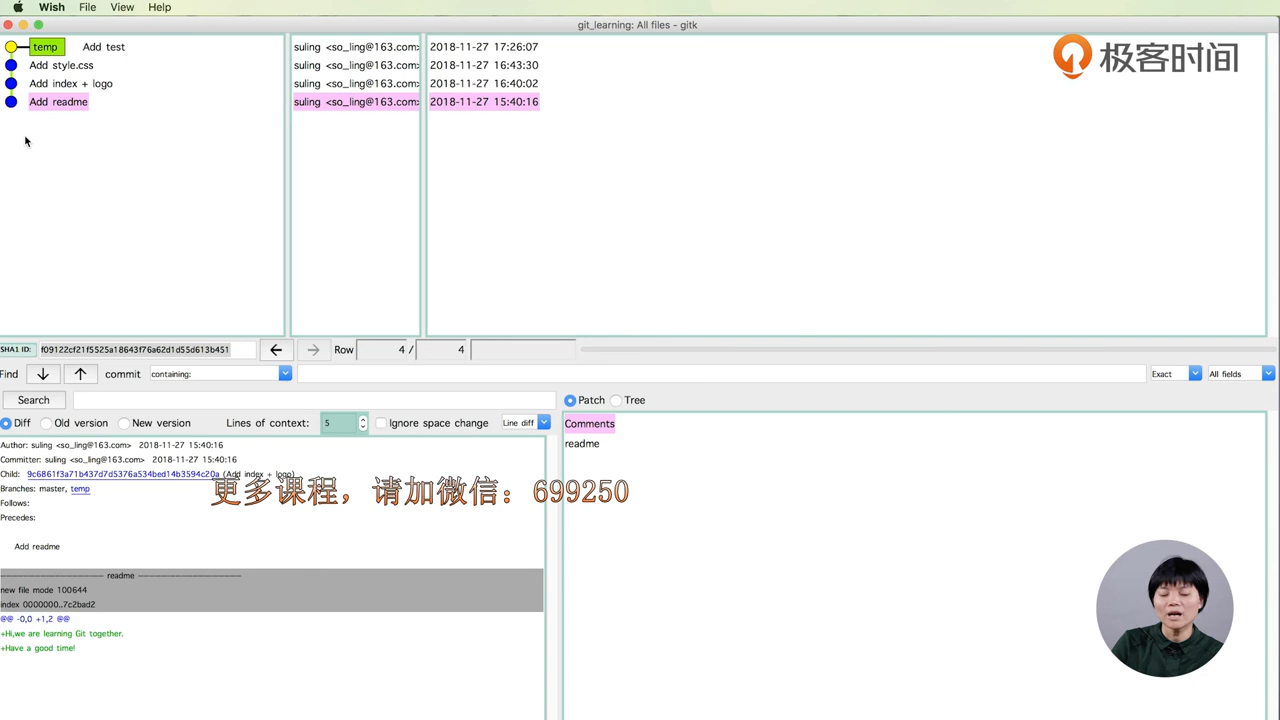 Wish File View Help
git_learning: All files - gitk
极客时间
temp Add test suling <so_ling@163.com> 2018-11-27 17:26:07
Add style.css suling <so_ling@163.com> 2018-11-27 16:43:30
Add index + logo suling <so_ling@163.com> 2018-11-27 16:40:02
Add readme suling <so_ling@163.com> 2018-11-27 15:40:16
SHA1 ID: f09122cf21f5525a18643f76a62d1d55d613b451 Row 4 / 4
Find commit containing: Exact All fields
Search Patch Tree
Diff Old version New version Lines of context: 5 Ignore space change Line diff
Comments
readme
Author: suling <so_ling@163.com> 2018-11-27 15:40:16
Committer: suling <so_ling@163.com> 2018-11-27 15:40:16
Child: 9c6861f3a71b437d7d5376a534bed14b3594c20a (Add index + logo)
Branches: master, temp
更多课程，请加微信：699250
Follows:
Precedes:
Add readme
readme
new file mode 100644
index 0000000..7c2bad2
@@ -0,0 +1,2 @@
+Hi,we are learning Git together.
+Have a good time!